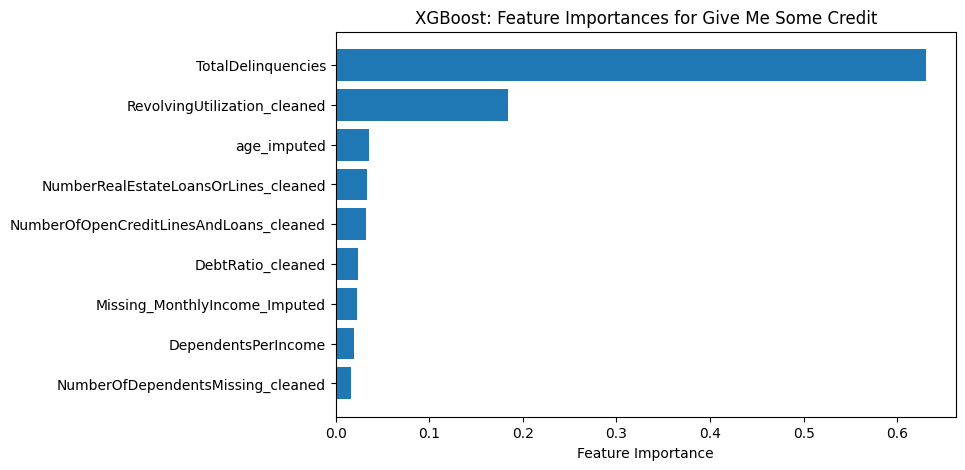 XGBoost: Feature Importances for Give Me Some Credit
TotalDelinquencies
RevolvingUtilization_cleaned
age_imputed
NumberRealEstateLoansOrLines_cleaned
NumberOfOpenCreditLinesAndLoans_cleaned
DebtRatio_cleaned
Missing_MonthlyIncome_Imputed
DependentsPerIncome
NumberOfDependentsMissing_cleaned
0.0 0.1 0.2 0.3 0.4 0.5 0.6
Feature Importance